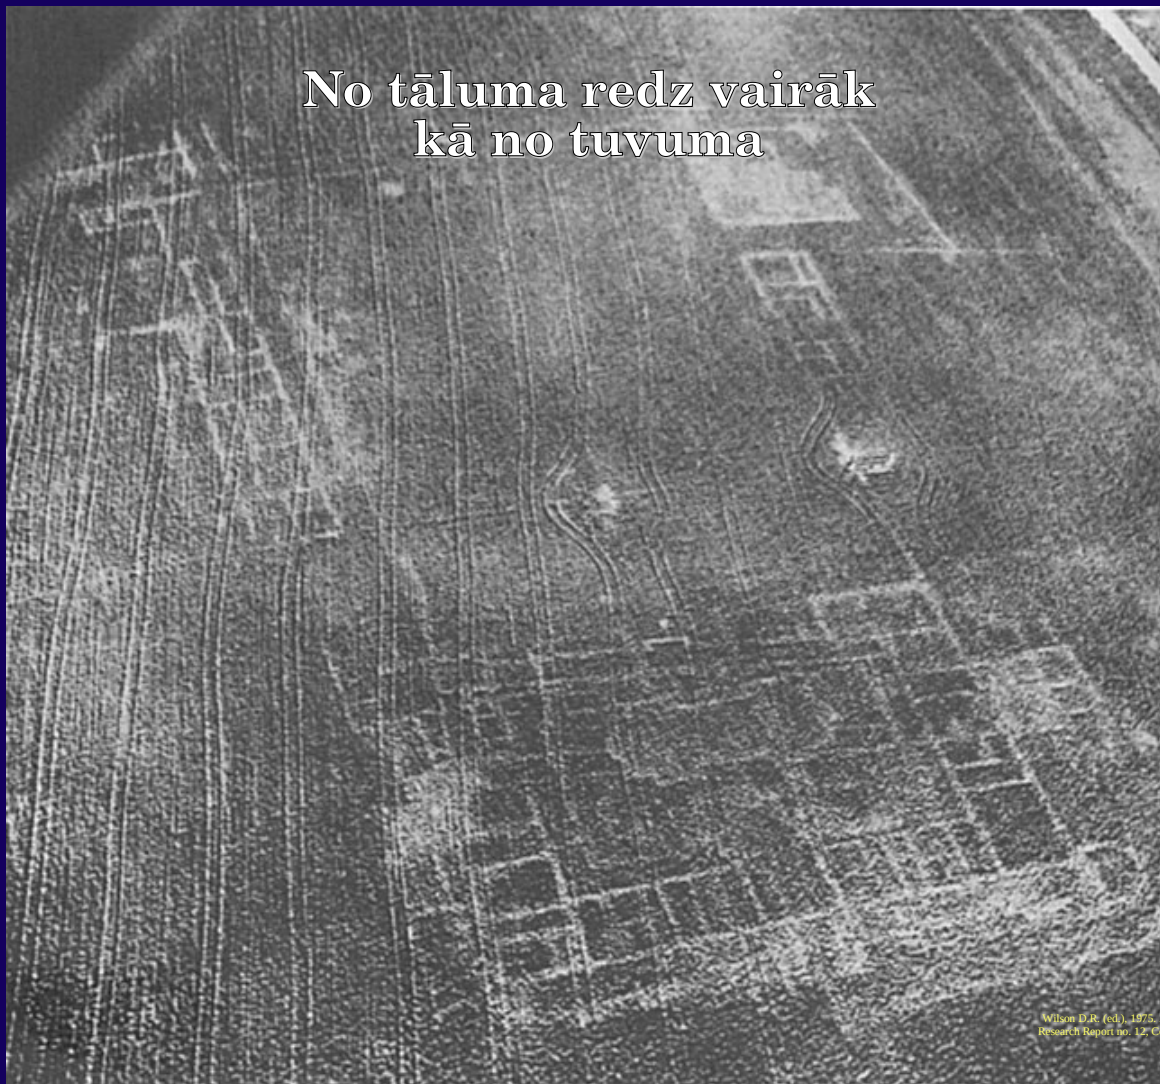 No tāluma redz vairāk
kā no tuvuma
Wilson D.R. (ed.). 1975.
Research Report no. 12, C